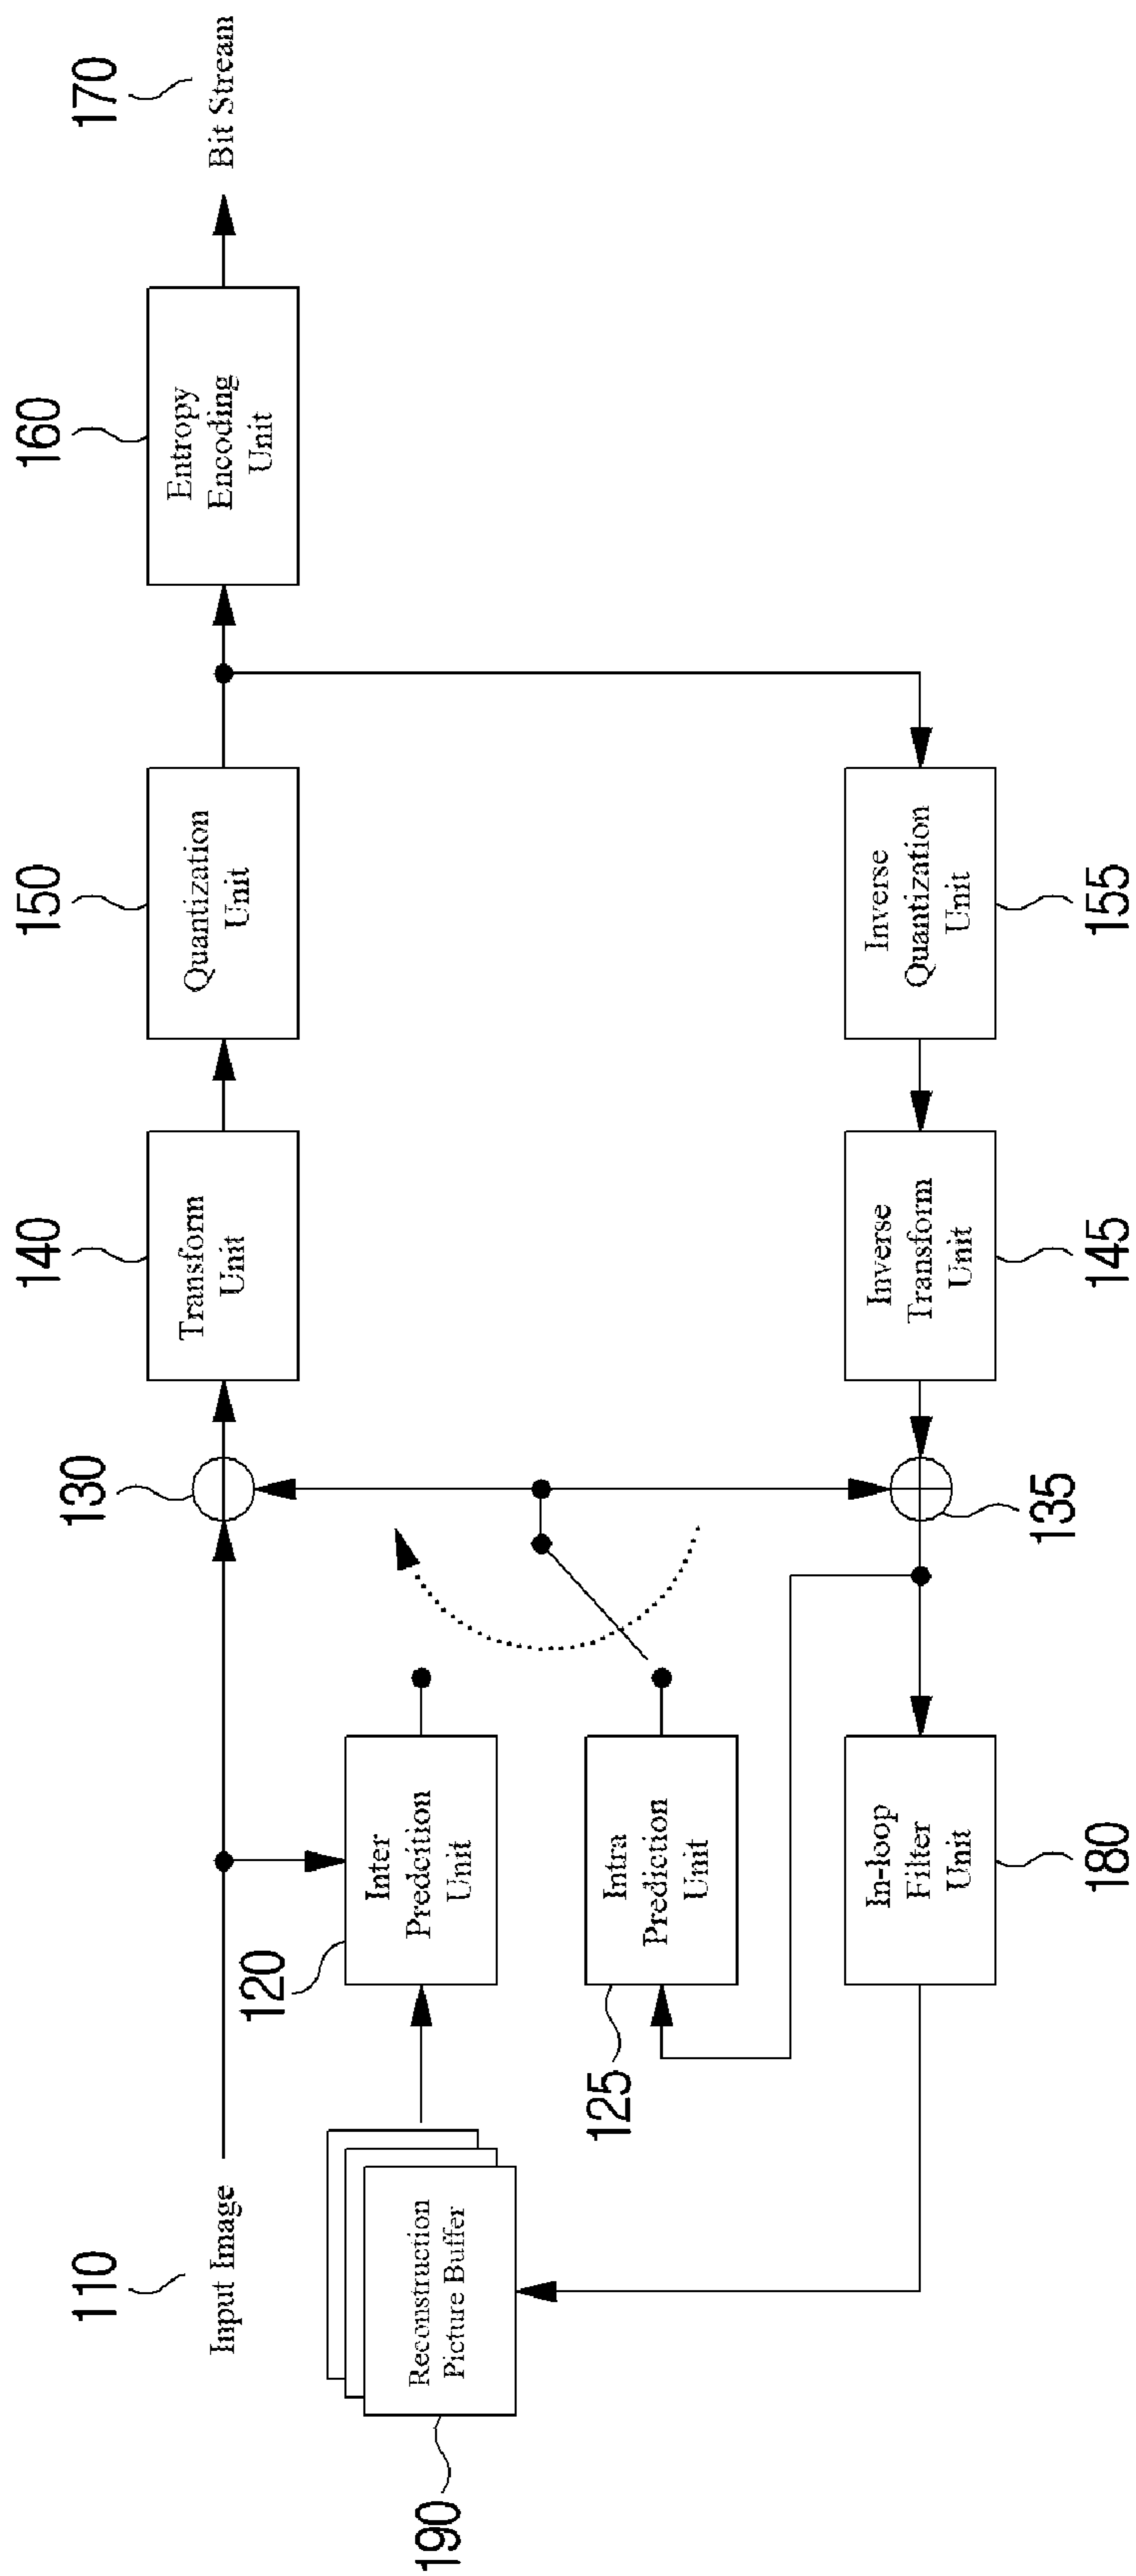 110
Input Image
130
140
Transform
Unit
150
Quantization
Unit
160
Entropy
Encoding
Unit
170
Bit Stream
190
Reconstruction
Picture Buffer
120
Inter
Predcition
Unit
125
Intra
Prediction
Unit
180
In-loop
Filter
Unit
135
Inverse
Transform
Unit
145
Inverse
Quantization
Unit
155